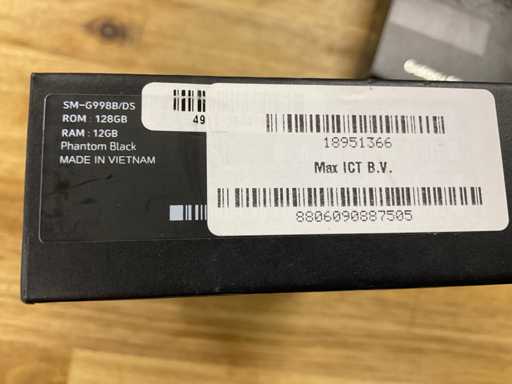 SM-G998B/DS
ROM : 128GB
RAM : 12GB
Phantom Black
MADE IN VIETNAM
49
18951366
Max ICT B.V.
8806090887505